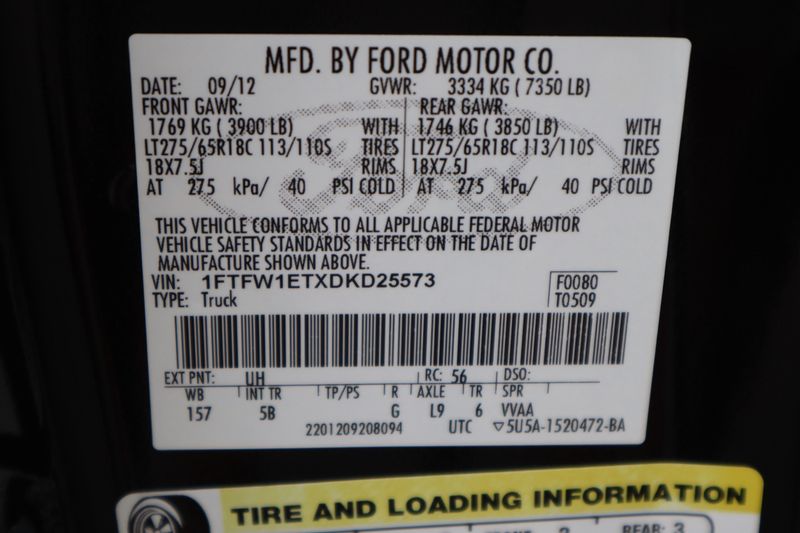 MFD. BY FORD MOTOR CO.
DATE: 09/12 GVWR: 3334 KG ( 7350 LB)
FRONT GAWR: REAR GAWR:
1769 KG ( 3900 LB) WITH 1746 KG ( 3850 LB) WITH
LT275/65R18C 113/110S TIRES LT275/65R18C 113/110S TIRES
18X7.5J RIMS 18X7.5J RIMS
AT 275 kPa/ 40 PSI COLD AT 275 kPa/ 40 PSI COLD
Ford
THIS VEHICLE CONFORMS TO ALL APPLICABLE FEDERAL MOTOR
VEHICLE SAFETY STANDARDS IN EFFECT ON THE DATE OF
MANUFACTURE SHOWN ABOVE.
VIN: 1FTFW1ETXDKD25573 F0080
TYPE: Truck T0509
EXT PNT: UH RC: 56 DSO:
WB INT TR TP/PS R AXLE TR SPR
157 5B G L9 6 VVAA
2201209208094 UTC ▽5U5A-1520472-BA
TIRE AND LOADING INFORMATION
REAR: 3